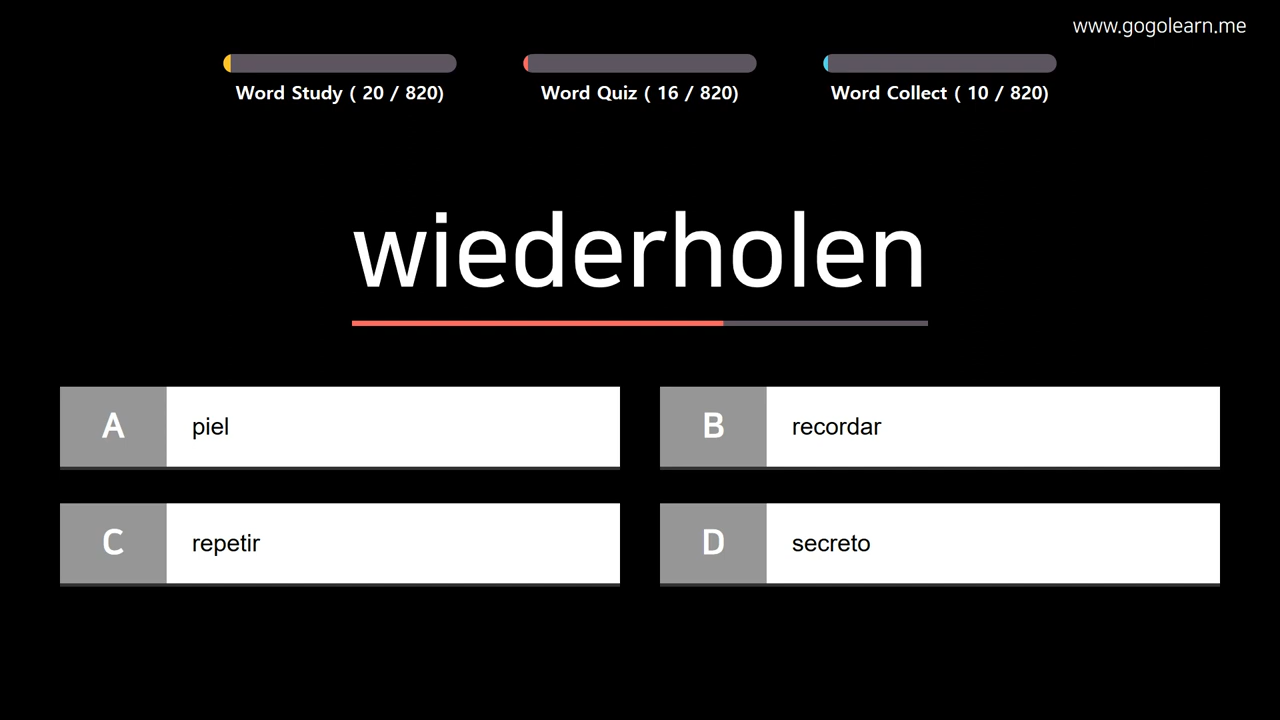 www.gogolearn.me
Word Study ( 20 / 820)
Word Quiz ( 16 / 820)
Word Collect ( 10 / 820)
wiederholen
A piel
B recordar
C repetir
D secreto